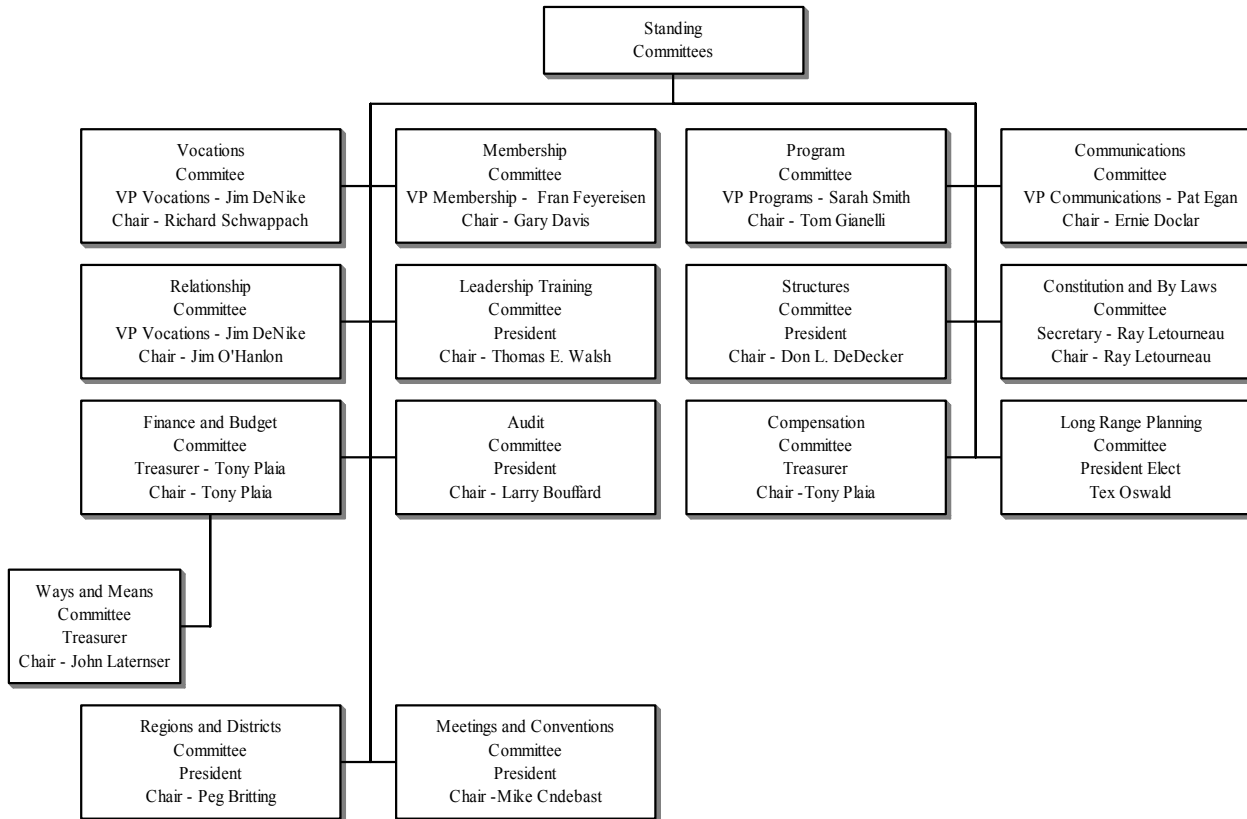 Standing
Committees
Vocations
Commitee
VP Vocations - Jim DeNike
Chair - Richard Schwappach
Membership
Committee
VP Membership - Fran Feyereisen
Chair - Gary Davis
Program
Committee
VP Programs - Sarah Smith
Chair - Tom Gianelli
Communications
Committee
VP Communications - Pat Egan
Chair - Ernie Doclar
Relationship
Committee
VP Vocations - Jim DeNike
Chair - Jim O'Hanlon
Leadership Training
Committee
President
Chair - Thomas E. Walsh
Structures
Committee
President
Chair - Don L. DeDecker
Constitution and By Laws
Committee
Secretary - Ray Letourneau
Chair - Ray Letourneau
Finance and Budget
Committee
Treasurer - Tony Plaia
Chair - Tony Plaia
Audit
Committee
President
Chair - Larry Bouffard
Compensation
Committee
Treasurer
Chair -Tony Plaia
Long Range Planning
Committee
President Elect
Tex Oswald
Ways and Means
Committee
Treasurer
Chair - John Laternser
Regions and Districts
Committee
President
Chair - Peg Britting
Meetings and Conventions
Committee
President
Chair -Mike Cndebast